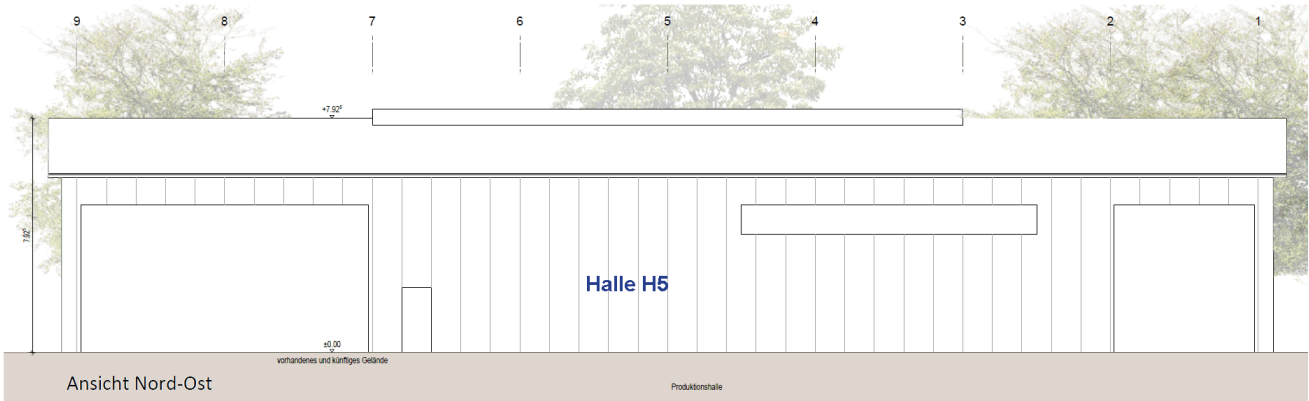 9 8 7 6 5 4 3 2 1
+7.92⁵
7.92⁵
Halle H5
±0.00
vorhandenes und künftiges Gelände
Ansicht Nord-Ost
Produktionshalle